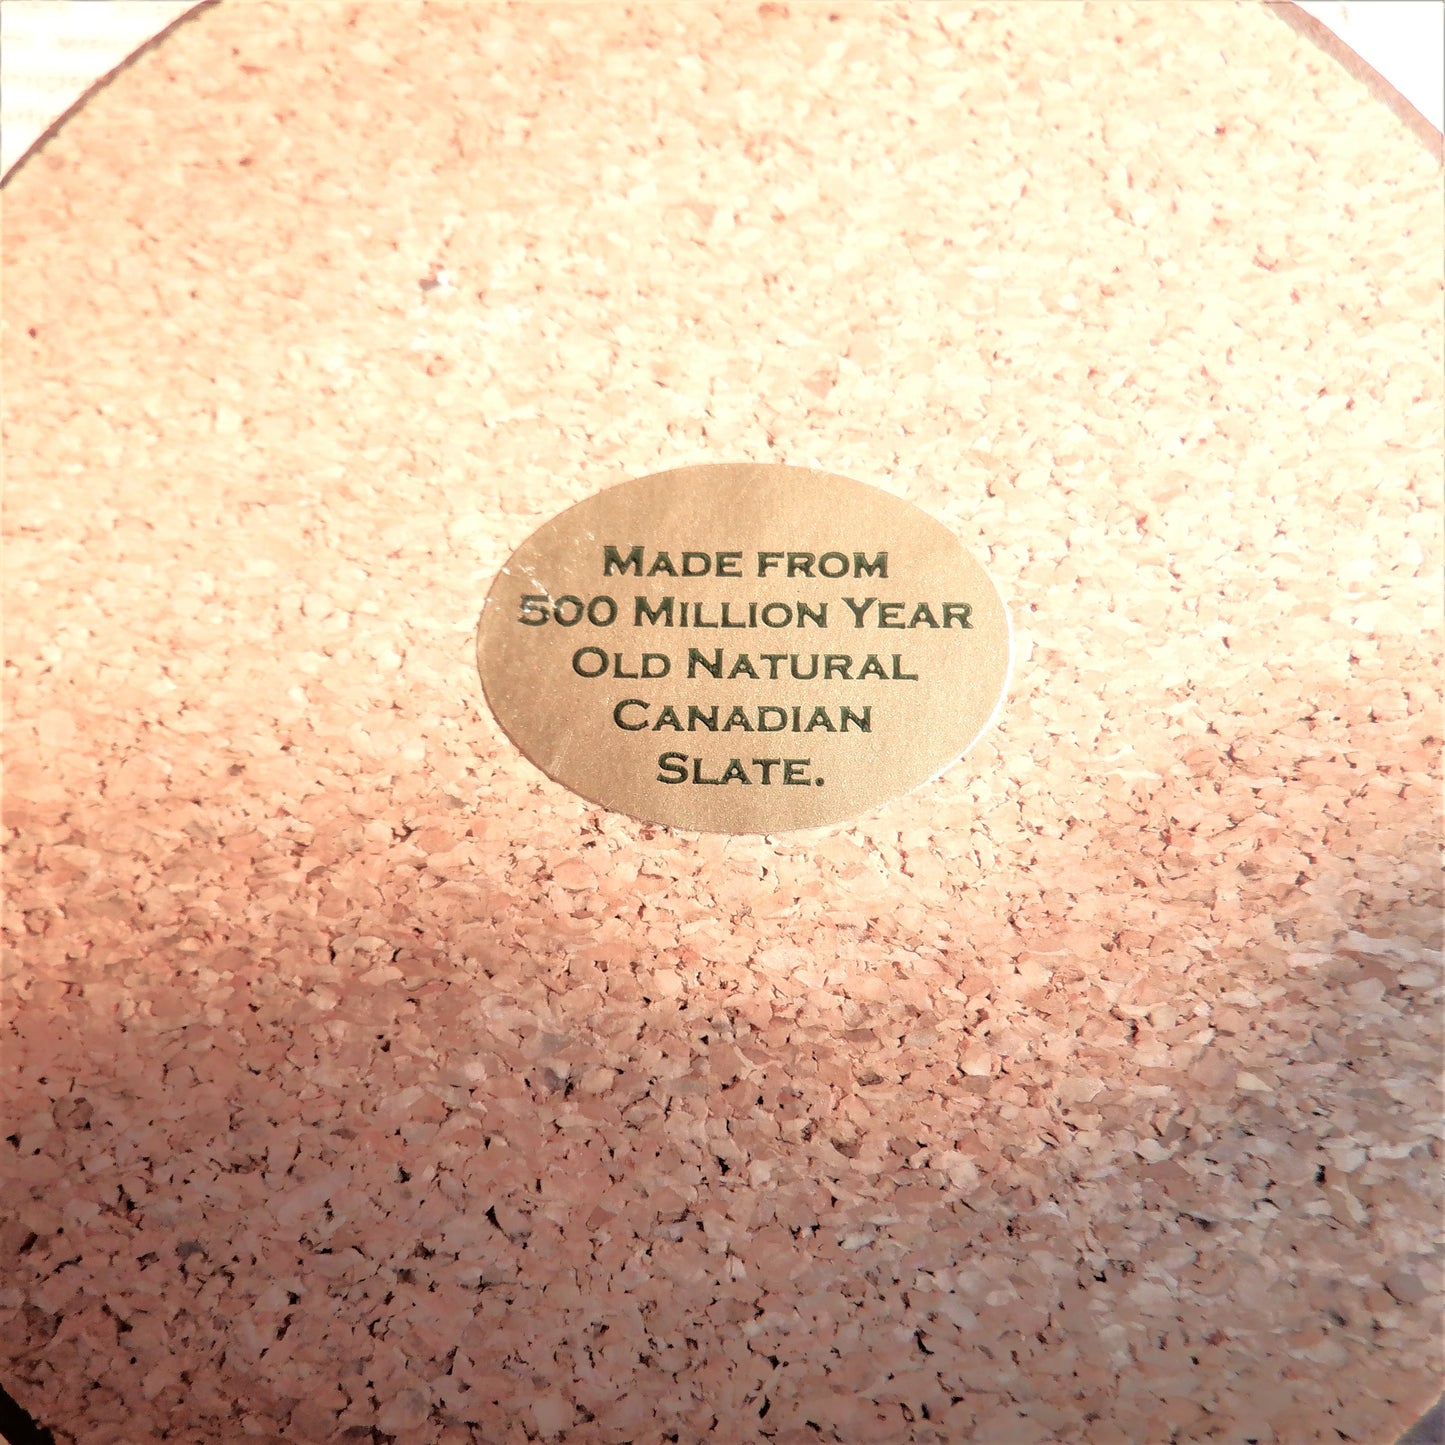 Made from
500 Million Year
Old Natural
Canadian
Slate.